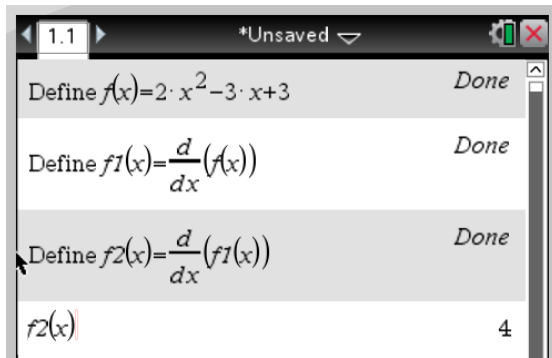 1.1 *Unsaved
Define f(x)=2·x²−3·x+3 Done
Define f1(x)=d/dx(f(x)) Done
Define f2(x)=d/dx(f1(x)) Done
f2(x) 4